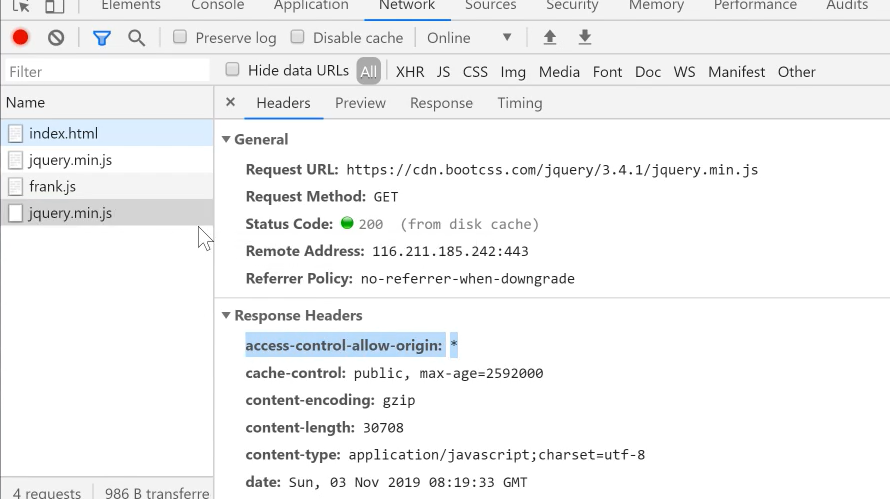 Elements Console Application Network Sources Security Memory Performance Audits
Preserve log Disable cache Online
Filter Hide data URLs All XHR JS CSS Img Media Font Doc WS Manifest Other
Name × Headers Preview Response Timing
index.html
jquery.min.js
frank.js
jquery.min.js
General
Request URL: https://cdn.bootcss.com/jquery/3.4.1/jquery.min.js
Request Method: GET
Status Code: 200 (from disk cache)
Remote Address: 116.211.185.242:443
Referrer Policy: no-referrer-when-downgrade
Response Headers
access-control-allow-origin: *
cache-control: public, max-age=2592000
content-encoding: gzip
content-length: 30708
content-type: application/javascript;charset=utf-8
date: Sun, 03 Nov 2019 08:19:33 GMT
4 requests 986 B transferre